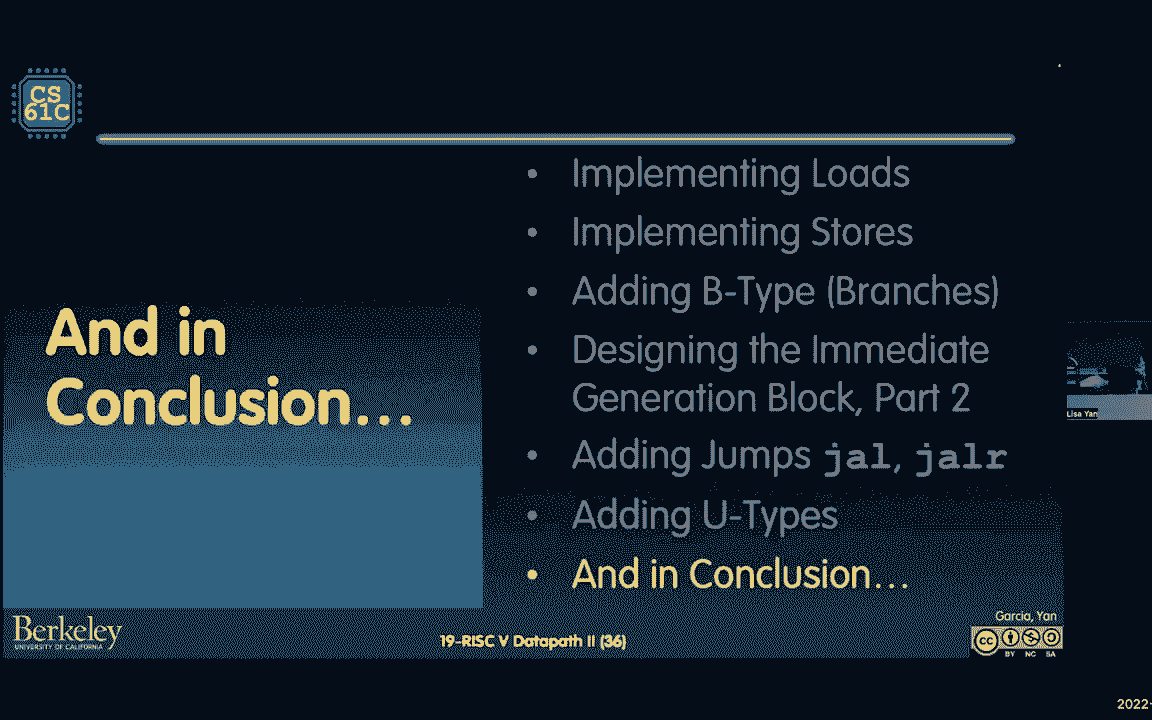 CS
61C
And in
Conclusion...
• Implementing Loads
• Implementing Stores
• Adding B-Type (Branches)
• Designing the Immediate
Generation Block, Part 2
• Adding Jumps jal, jalr
• Adding U-Types
• And in Conclusion...
Lisa Yan
Berkeley
UNIVERSITY OF CALIFORNIA
19-RISC V Datapath II (36)
Garcia, Yan
cc
BY NC SA
2022-